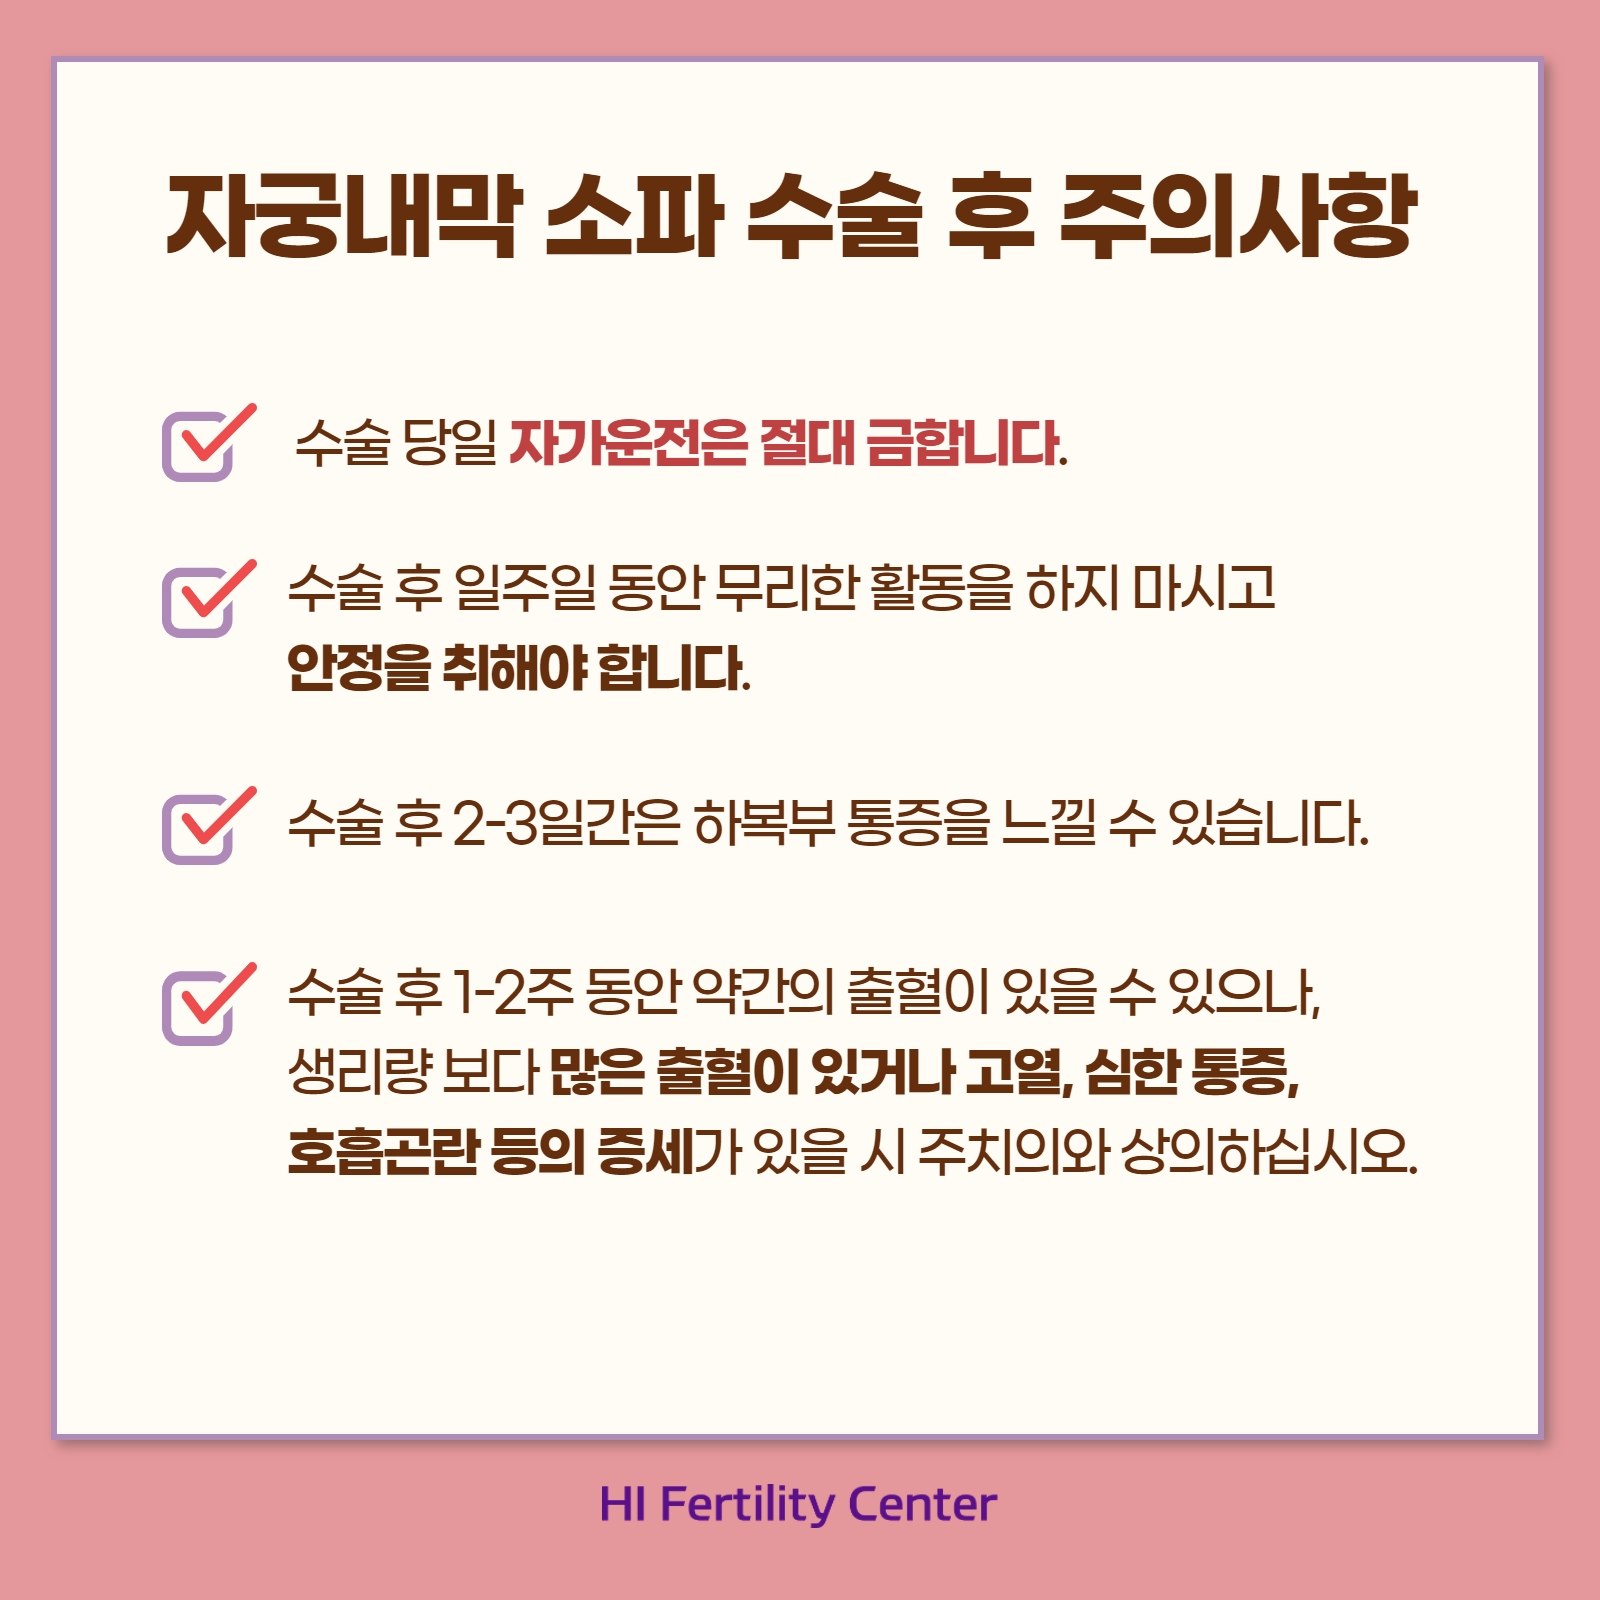 자궁내막 소파 수술 후 주의사항
수술 당일 자가운전은 절대 금합니다.
수술 후 일주일 동안 무리한 활동을 하지 마시고
안정을 취해야 합니다.
수술 후 2-3일간은 하복부 통증을 느낄 수 있습니다.
수술 후 1-2주 동안 약간의 출혈이 있을 수 있으나,
생리량 보다 많은 출혈이 있거나 고열, 심한 통증,
호흡곤란 등의 증세가 있을 시 주치의와 상의하십시오.
HI Fertility Center